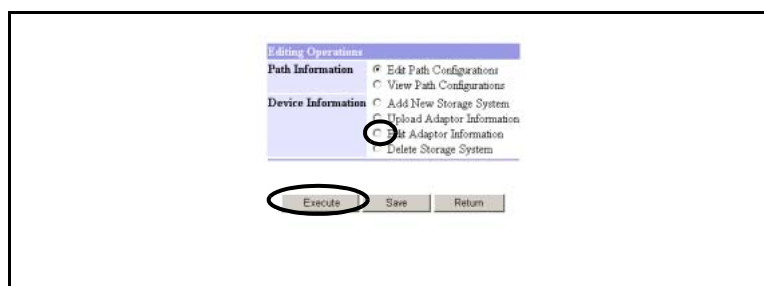 Editing Operations
Path Information
Edit Path Configurations
View Path Configurations
Device Information
Add New Storage System
Upload Adaptor Information
Edit Adaptor Information
Delete Storage System
Execute Save Return